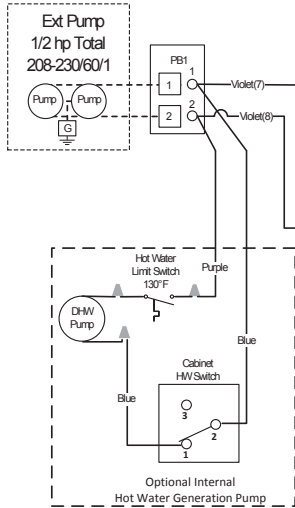 Ext Pump
1/2 hp Total
208-230/60/1
Pump
Pump
G
PB1
1
1
2
2
Violet(7)
Violet(8)
Hot Water
Limit Switch
130°F
Purple
DHW
Pump
Blue
Cabinet
HW Switch
Blue
3
2
1
Optional Internal
Hot Water Generation Pump